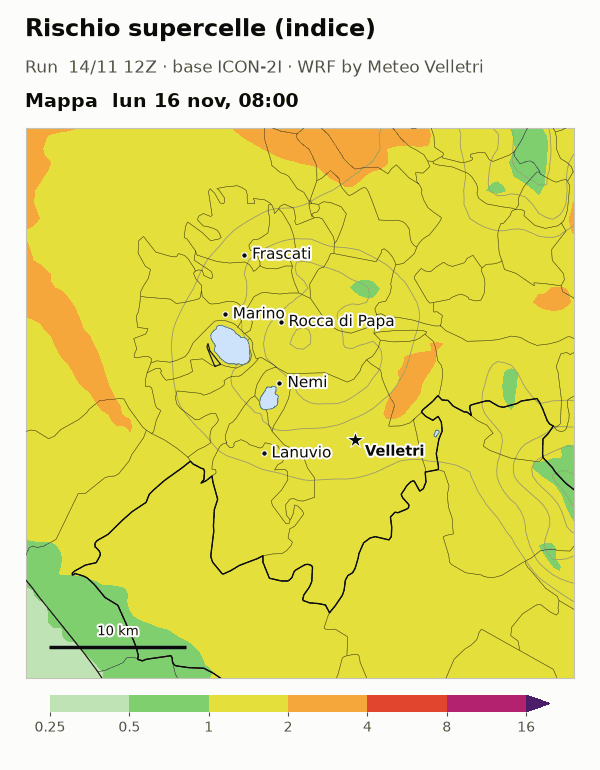 Rischio supercelle (indice)
Run  14/11 12Z · base ICON-2I · WRF by Meteo Velletri
Mappa  lun 16 nov, 08:00
Frascati
Marino
Rocca di Papa
Nemi
Velletri
Lanuvio
10 km
0.25 0.5 1 2 4 8 16